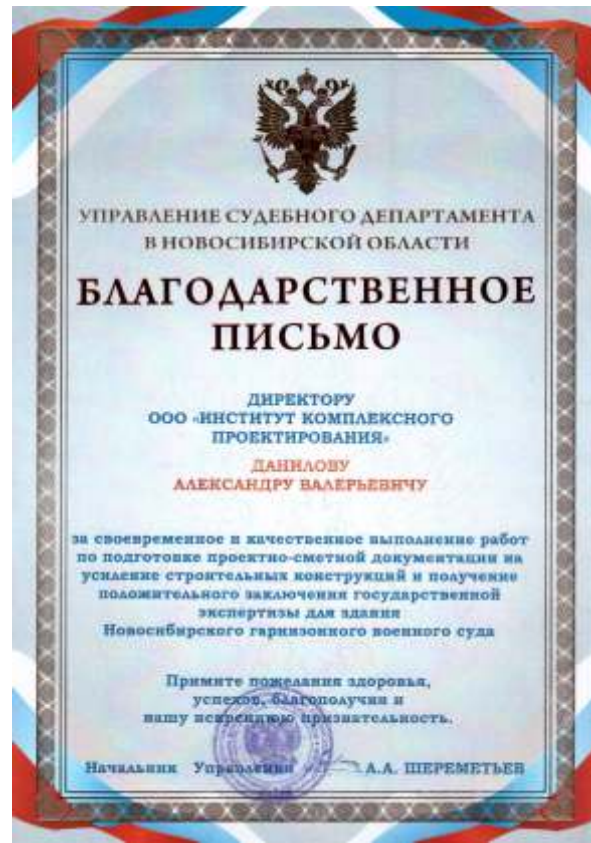 УПРАВЛЕНИЕ СУДЕБНОГО ДЕПАРТАМЕНТА
В НОВОСИБИРСКОЙ ОБЛАСТИ
БЛАГОДАРСТВЕННОЕ
ПИСЬМО
ДИРЕКТОРУ
ООО «ИНСТИТУТ КОМПЛЕКСНОГО
ПРОЕКТИРОВАНИЯ»
ДАНИЛОВУ
АЛЕКСАНДРУ ВАЛЕРЬЕВИЧУ
за своевременное и качественное выполнение работ
по подготовке проектно-сметной документации на
усиление строительных конструкций и получение
положительного заключения государственной
экспертизы для здания
Новосибирского гарнизонного военного суда
Примите пожелания здоровья,
успехов, благополучия и
нашу искреннюю признательность.
Начальник Управления А.А. ШЕРЕМЕТЬЕВ